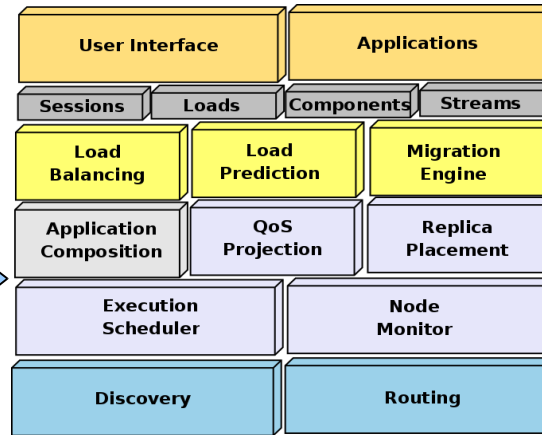 User Interface
Applications
Sessions
Loads
Components
Streams
Load
Balancing
Load
Prediction
Migration
Engine
Application
Composition
QoS
Projection
Replica
Placement
Execution
Scheduler
Node
Monitor
Discovery
Routing